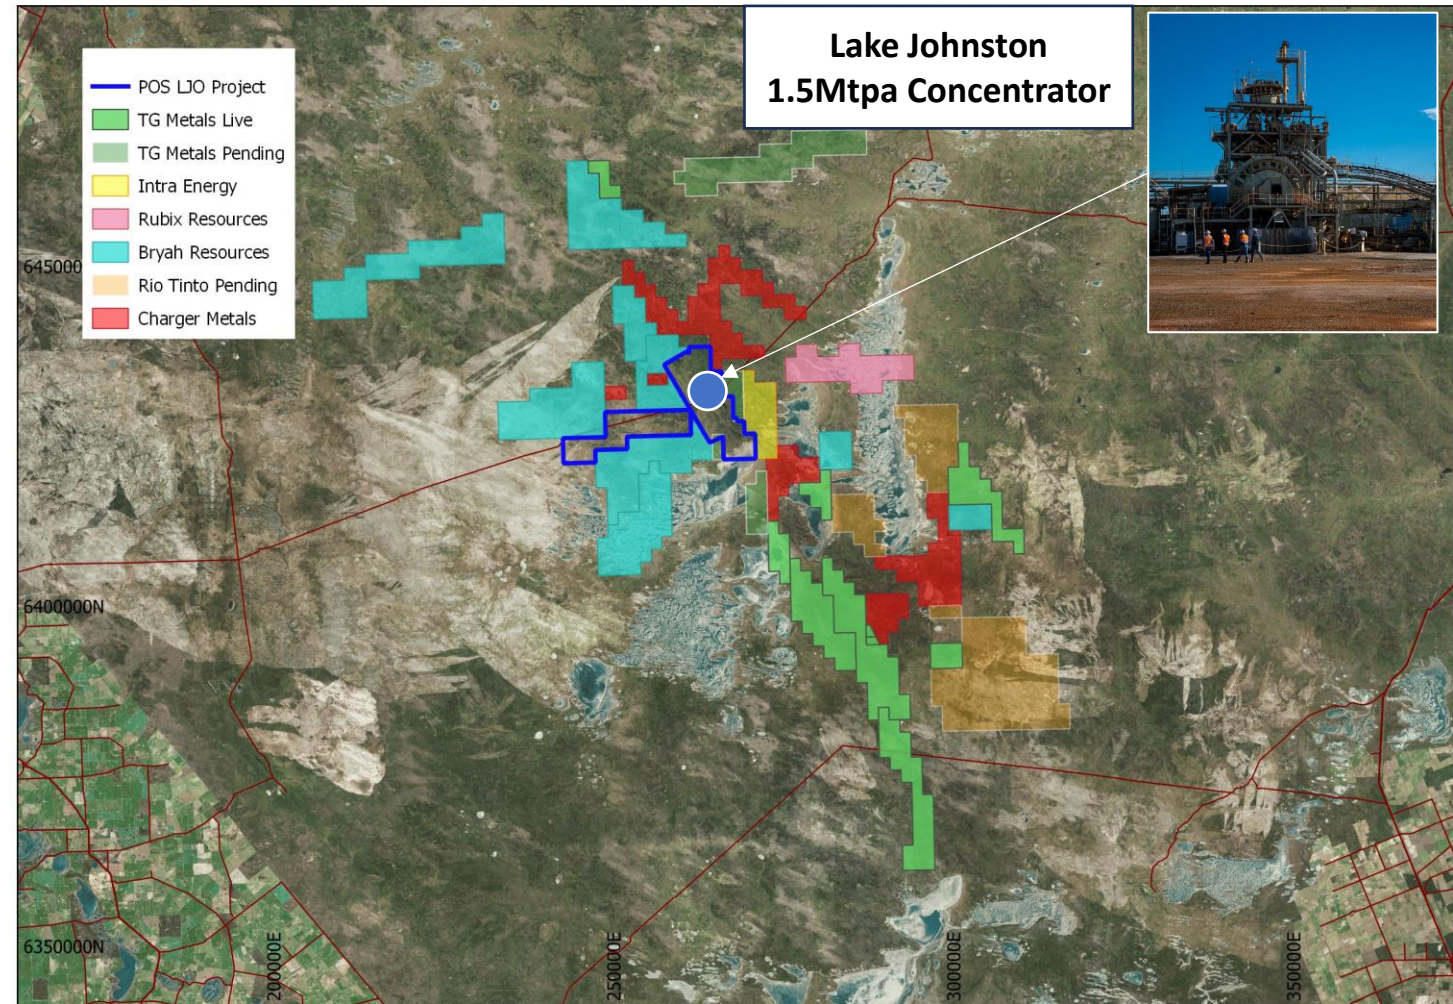 Lake Johnston
1.5Mtpa Concentrator
POS LJO Project
TG Metals Live
TG Metals Pending
Intra Energy
Rubix Resources
Bryah Resources
Rio Tinto Pending
Charger Metals
645000
6400000N
6350000N
200000E
250000E
300000E
350000E